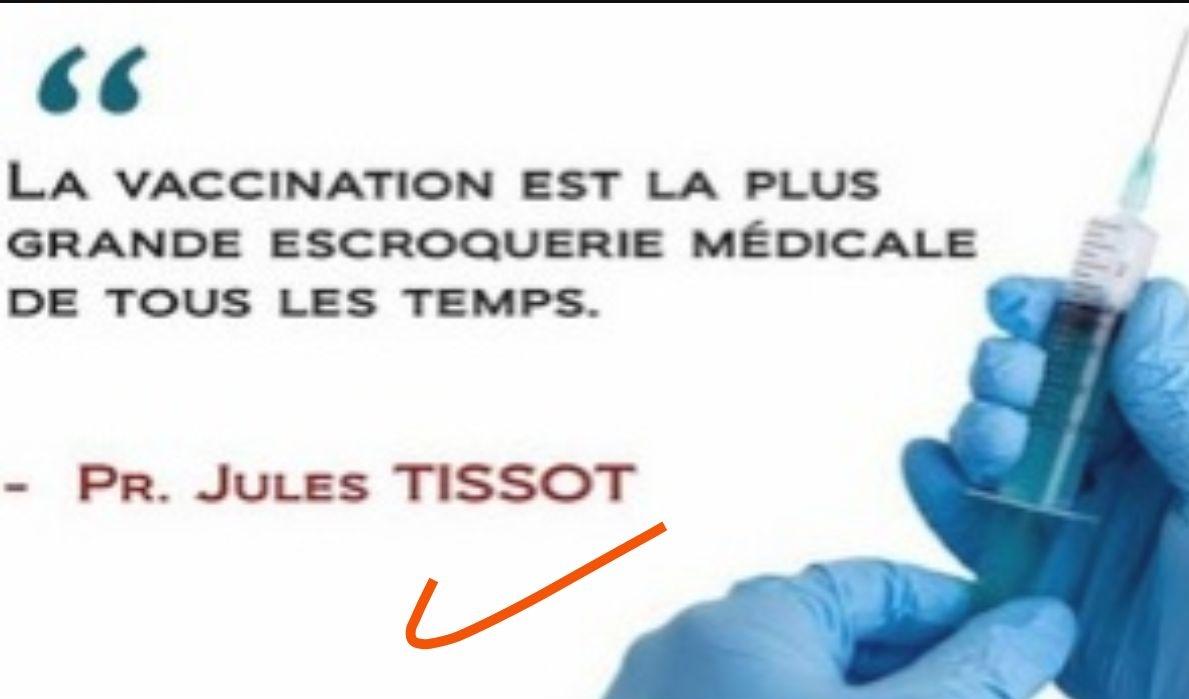 “
LA VACCINATION EST LA PLUS
GRANDE ESCROQUERIE MÉDICALE
DE TOUS LES TEMPS.
- PR. JULES TISSOT